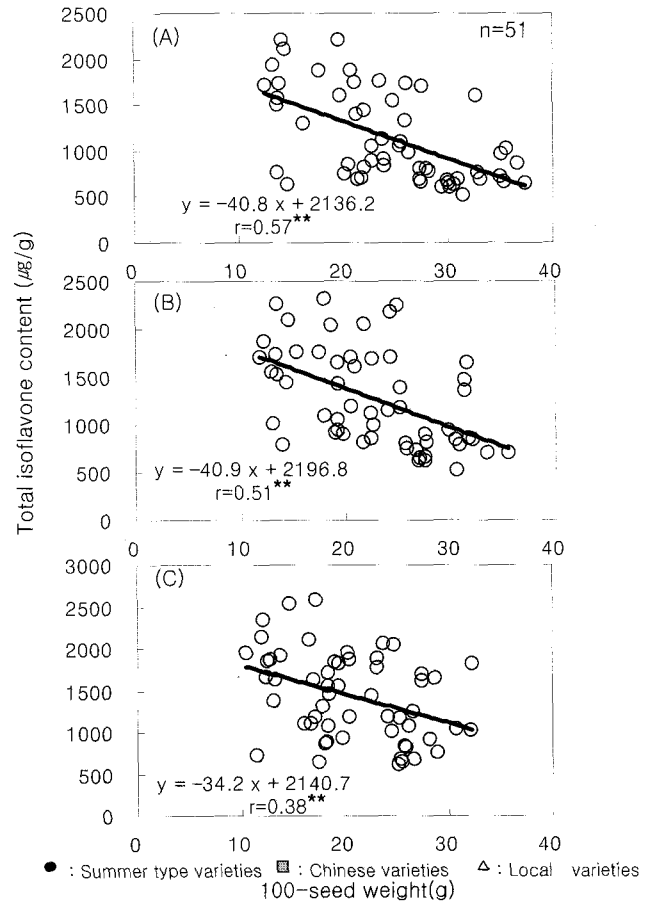 Total isoflavone content (㎍/g)
2500
2000
1500
1000
500
0
(A)
n=51
y = -40.8 x + 2136.2
r=0.57**
0 10 20 30 40
2500
2000
1500
1000
500
0
(B)
y = -40.9 x + 2196.8
r=0.51**
0 10 20 30 40
3000
2500
2000
1500
1000
500
0
(C)
y = -34.2 x + 2140.7
r=0.38**
0 10 20 30 40
● : Summer type varieties ■ : Chinese varieties △ : Local varieties
100-seed weight(g)